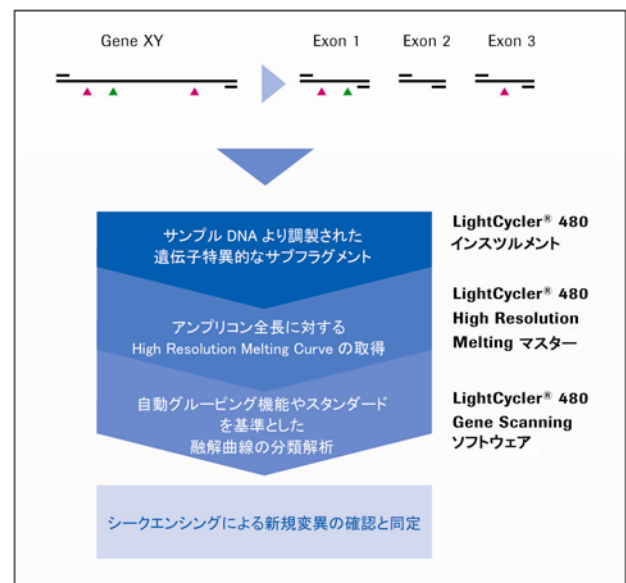 Gene XY
Exon 1
Exon 2
Exon 3
サンプル DNA より調製された
遺伝子特異的なサブフラグメント
LightCycler® 480
インスツルメント
アンプリコン全長に対する
High Resolution Melting Curve の取得
LightCycler® 480
High Resolution
Melting マスター
自動グルーピング機能やスタンダード
を基準とした
融解曲線の分類解析
LightCycler® 480
Gene Scanning
ソフトウェア
シークエンシングによる新規変異の確認と同定